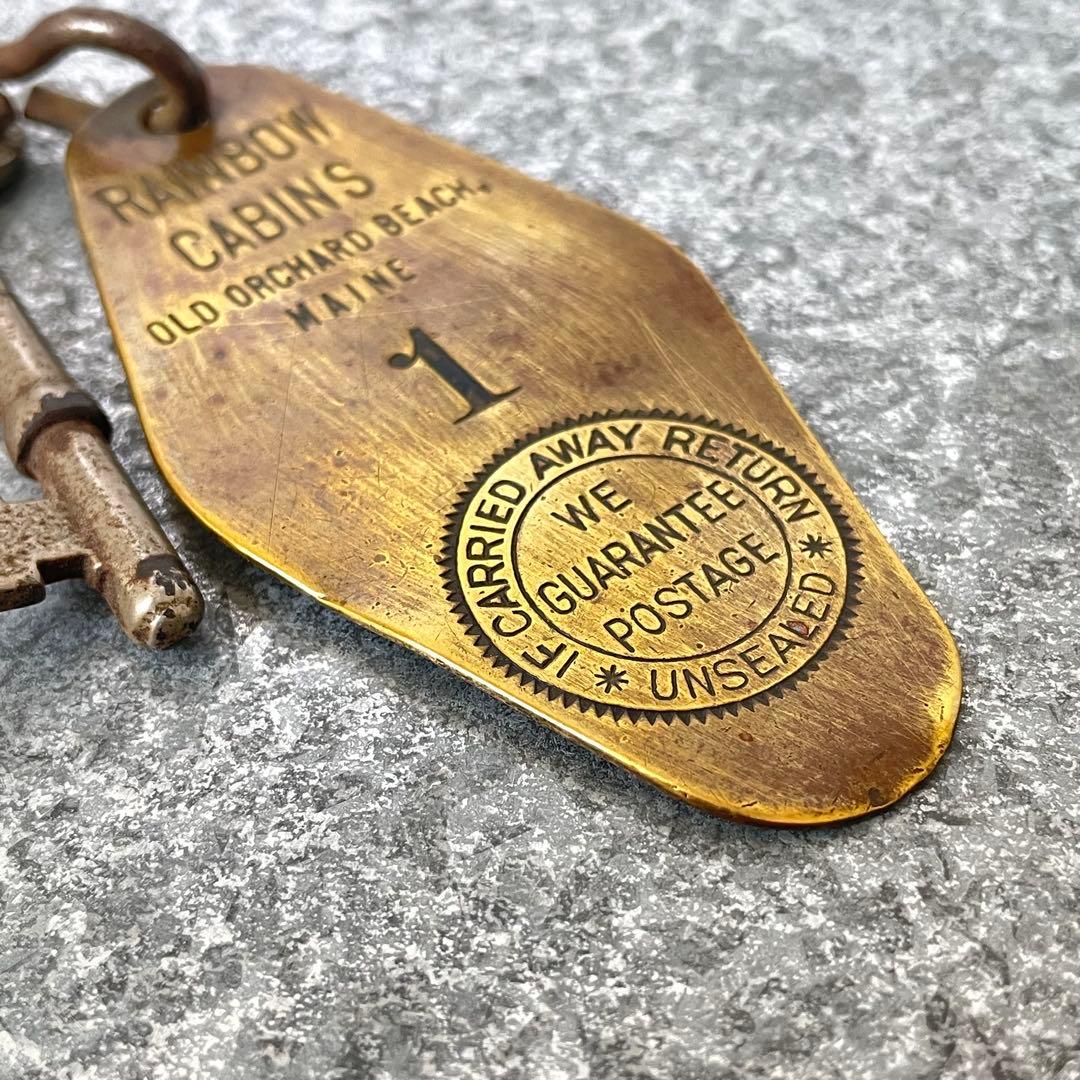 RAINBOW
CABINS
OLD ORCHARD BEACH,
MAINE
1
IF CARRIED AWAY RETURN
* UNSEALED *
WE
GUARANTEE
POSTAGE